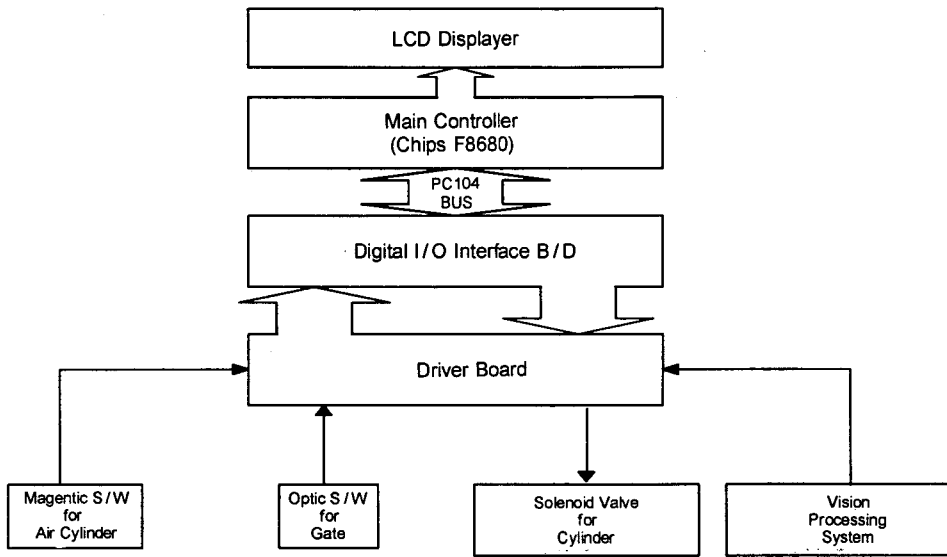 LCD Displayer
Main Controller
(Chips F8680)
PC104
BUS
Digital I/O Interface B/D
Driver Board
Magentic S/W
for
Air Cylinder
Optic S/W
for
Gate
Solenoid Valve
for
Cylinder
Vision
Processing
System